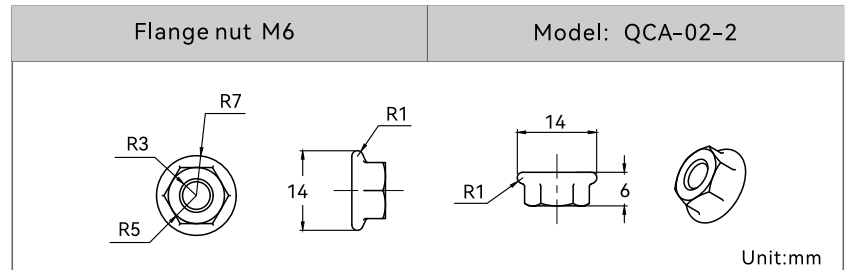 Flange nut M6
Model: QCA-02-2
R7
R1
14
R3
14
R1
6
R5
Unit:mm